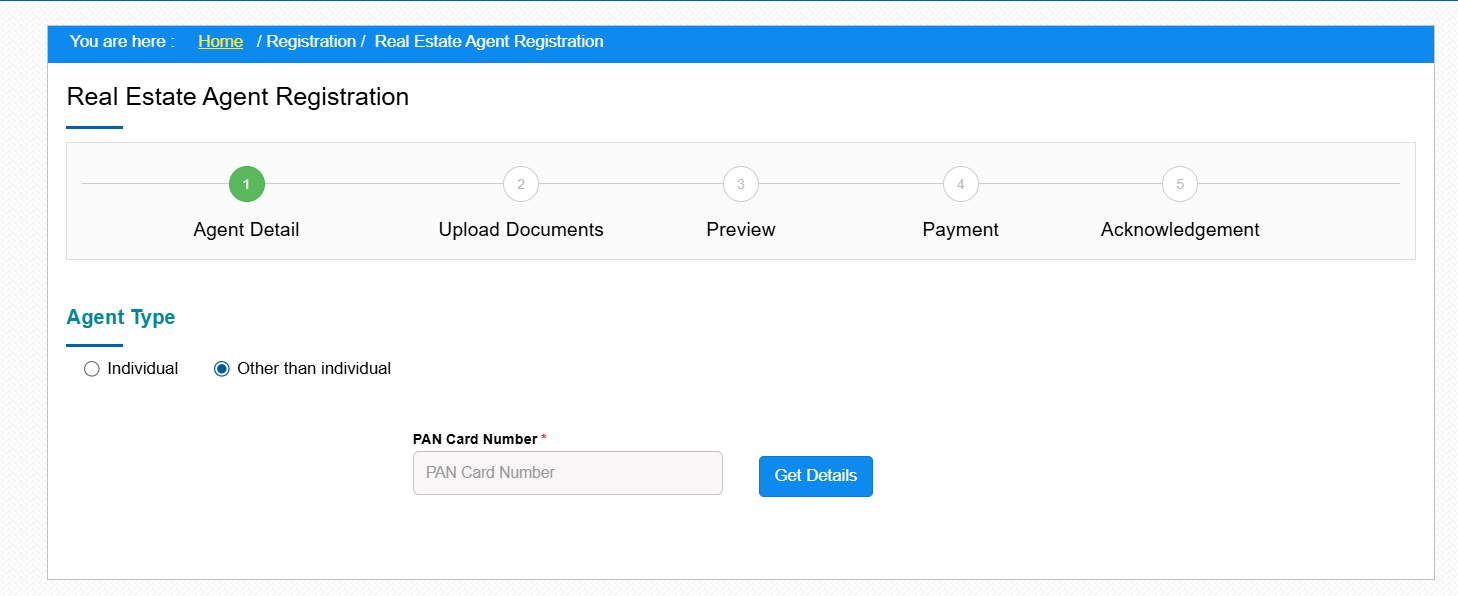 You are here : Home / Registration / Real Estate Agent Registration
Real Estate Agent Registration
1 2 3 4 5
Agent Detail Upload Documents Preview Payment Acknowledgement
Agent Type
Individual Other than individual
PAN Card Number *
PAN Card Number Get Details